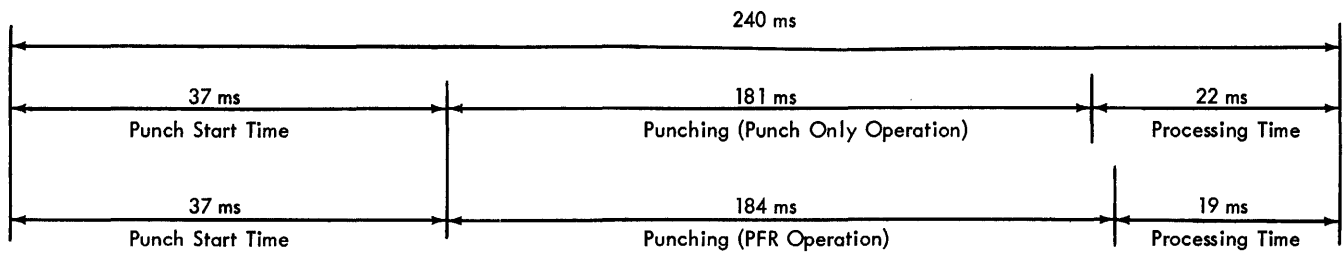 240 ms
37 ms 181 ms 22 ms
Punch Start Time Punching (Punch Only Operation) Processing Time
37 ms 184 ms 19 ms
Punch Start Time Punching (PFR Operation) Processing Time